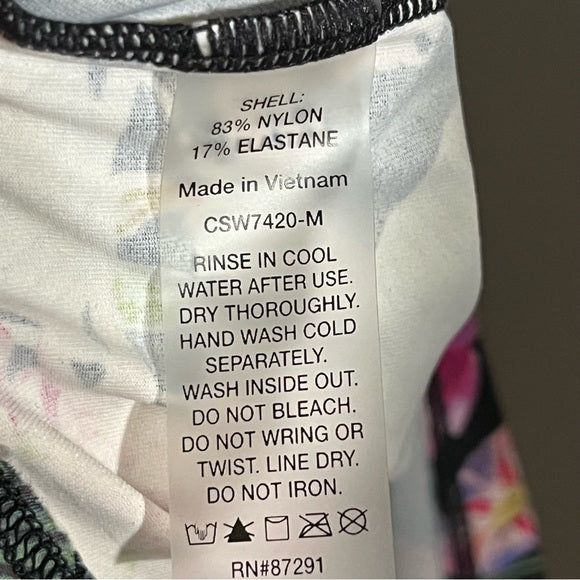 SHELL:
83% NYLON
17% ELASTANE
Made in Vietnam
CSW7420-M
RINSE IN COOL
WATER AFTER USE.
DRY THOROUGHLY.
HAND WASH COLD
SEPARATELY.
WASH INSIDE OUT.
DO NOT BLEACH.
DO NOT WRING OR
TWIST. LINE DRY.
DO NOT IRON.
RN#87291